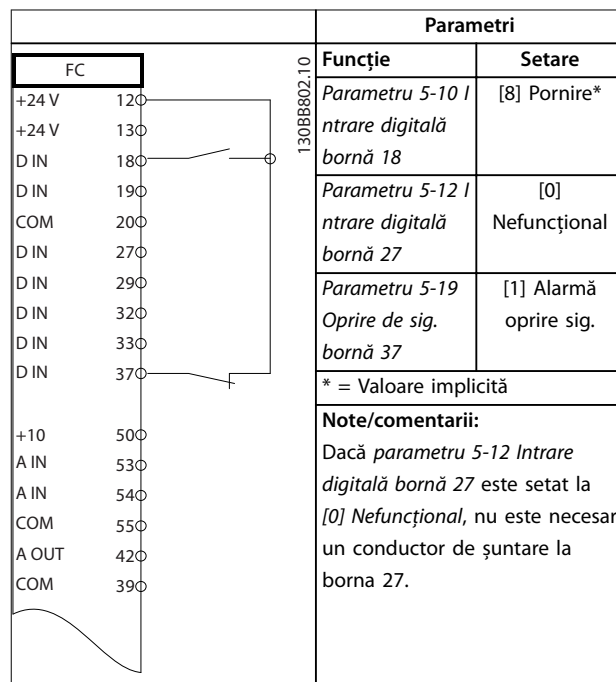 FC
+24 V 12
+24 V 13
D IN 18
D IN 19
COM 20
D IN 27
D IN 29
D IN 32
D IN 33
D IN 37
+10 50
A IN 53
A IN 54
COM 55
A OUT 42
COM 39
130BB802.10
Parametri
Funcție Setare
Parametru 5-10 I
ntrare digitală
bornă 18
[8] Pornire*
Parametru 5-12 I
ntrare digitală
bornă 27
[0]
Nefuncțional
Parametru 5-19
Oprire de sig.
bornă 37
[1] Alarmă
oprire sig.
* = Valoare implicită
Note/comentarii:
Dacă parametru 5-12 Intrare
digitală bornă 27 este setat la
[0] Nefuncțional, nu este necesar
un conductor de șuntare la
borna 27.